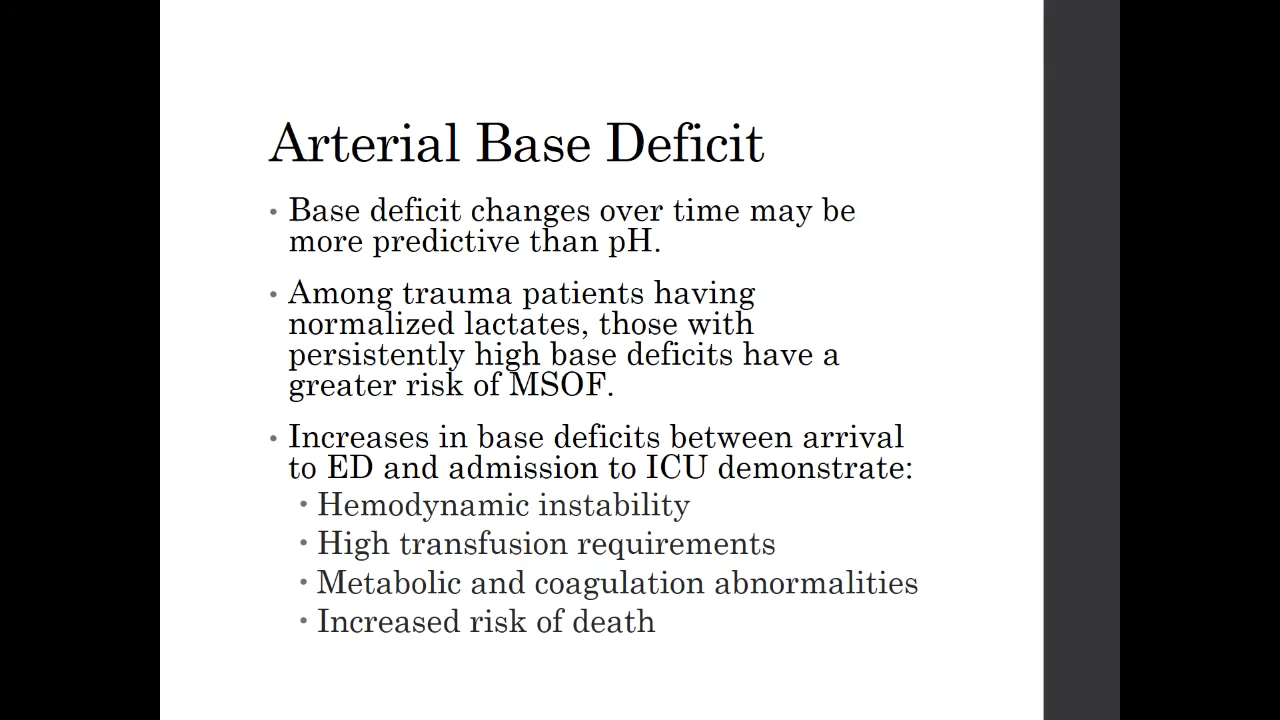 Arterial Base Deficit
• Base deficit changes over time may be
more predictive than pH.
• Among trauma patients having
normalized lactates, those with
persistently high base deficits have a
greater risk of MSOF.
• Increases in base deficits between arrival
to ED and admission to ICU demonstrate:
• Hemodynamic instability
• High transfusion requirements
• Metabolic and coagulation abnormalities
• Increased risk of death